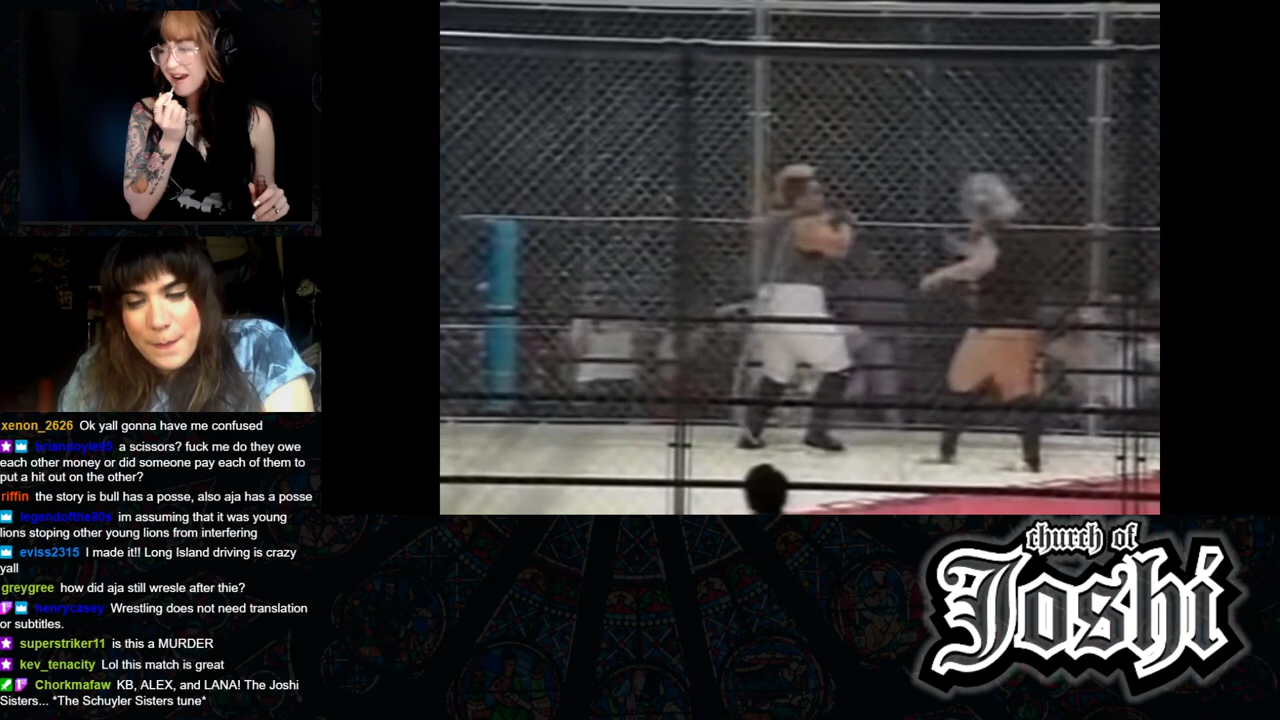 xenon_2626 Ok yall gonna have me confused
briandoyle95 a scissors? fuck me do they owe
each other money or did someone pay each of them to
put a hit out on the other?
riffin the story is bull has a posse, also aja has a posse
legendofthe80s im assuming that it was young
lions stoping other young lions from interfering
eviss2315 I made it!! Long Island driving is crazy
yall
greygree how did aja still wresle after thie?
henrycasey Wrestling does not need translation
or subtitles.
superstriker11 is this a MURDER
kev_tenacity Lol this match is great
Chorkmafaw KB, ALEX, and LANA! The Joshi
Sisters... *The Schuyler Sisters tune*
church of
Joshi